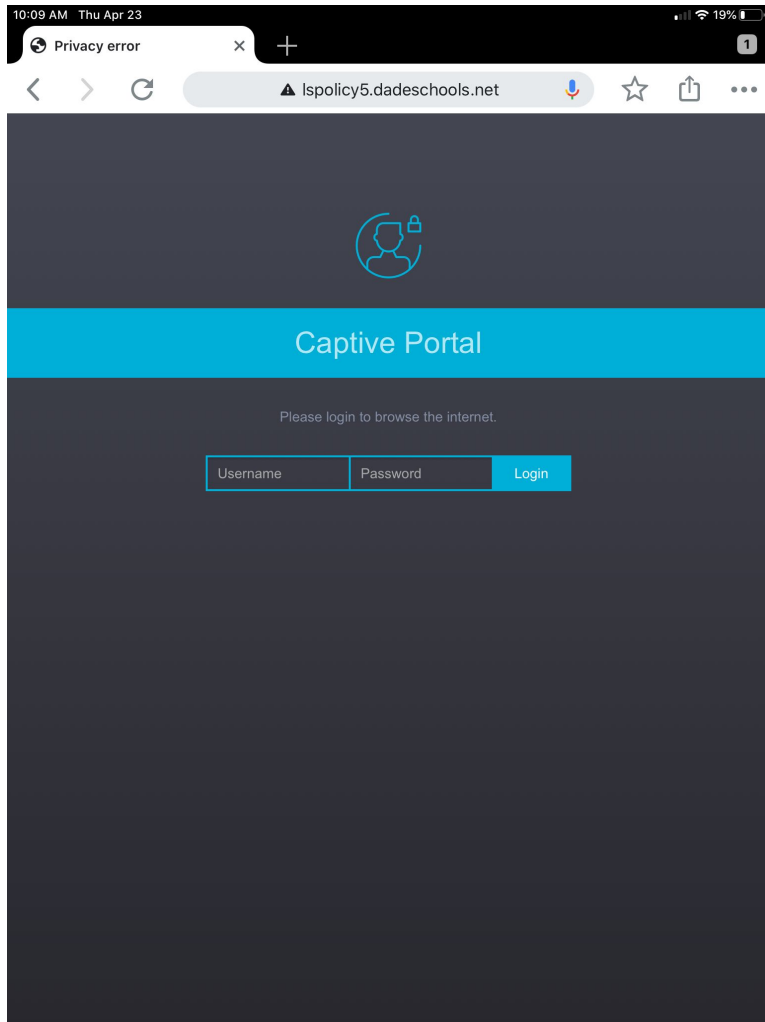 10:09 AM Thu Apr 23 19%
Privacy error 1
lspolicy5.dadeschools.net
Captive Portal
Please login to browse the internet.
Username Password Login